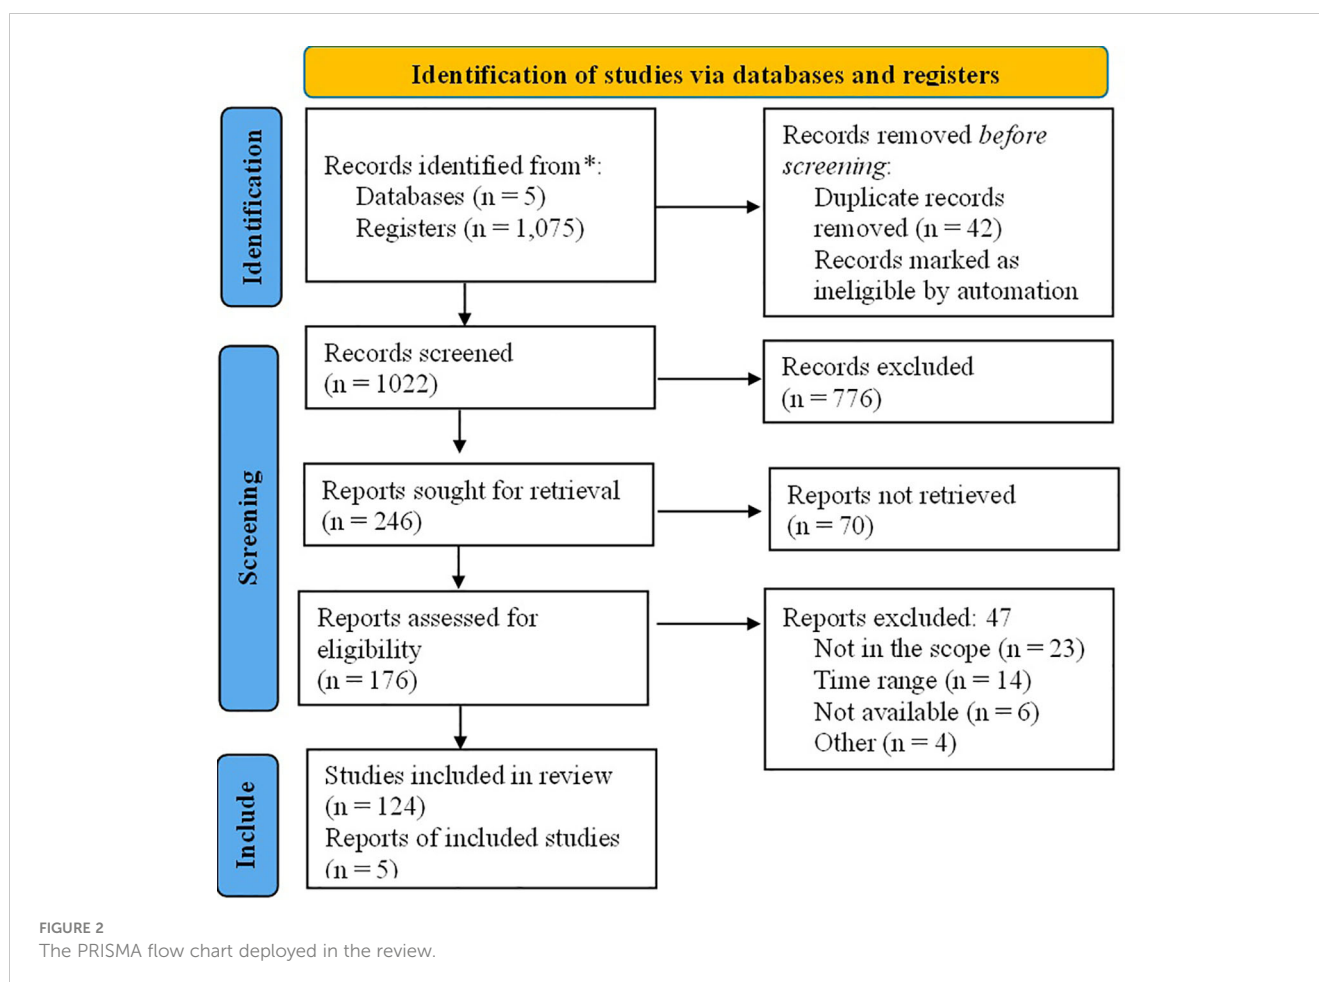 Identification of studies via databases and registers
Identification
Records identified from*:
Databases (n = 5)
Registers (n = 1,075)
Records removed before
screening:
Duplicate records
removed (n = 42)
Records marked as
ineligible by automation
Screening
Records screened
(n = 1022)
Records excluded
(n = 776)
Reports sought for retrieval
(n = 246)
Reports not retrieved
(n = 70)
Reports assessed for
eligibility
(n = 176)
Reports excluded: 47
Not in the scope (n = 23)
Time range (n = 14)
Not available (n = 6)
Other (n = 4)
Include
Studies included in review
(n = 124)
Reports of included studies
(n = 5)
FIGURE 2
The PRISMA flow chart deployed in the review.